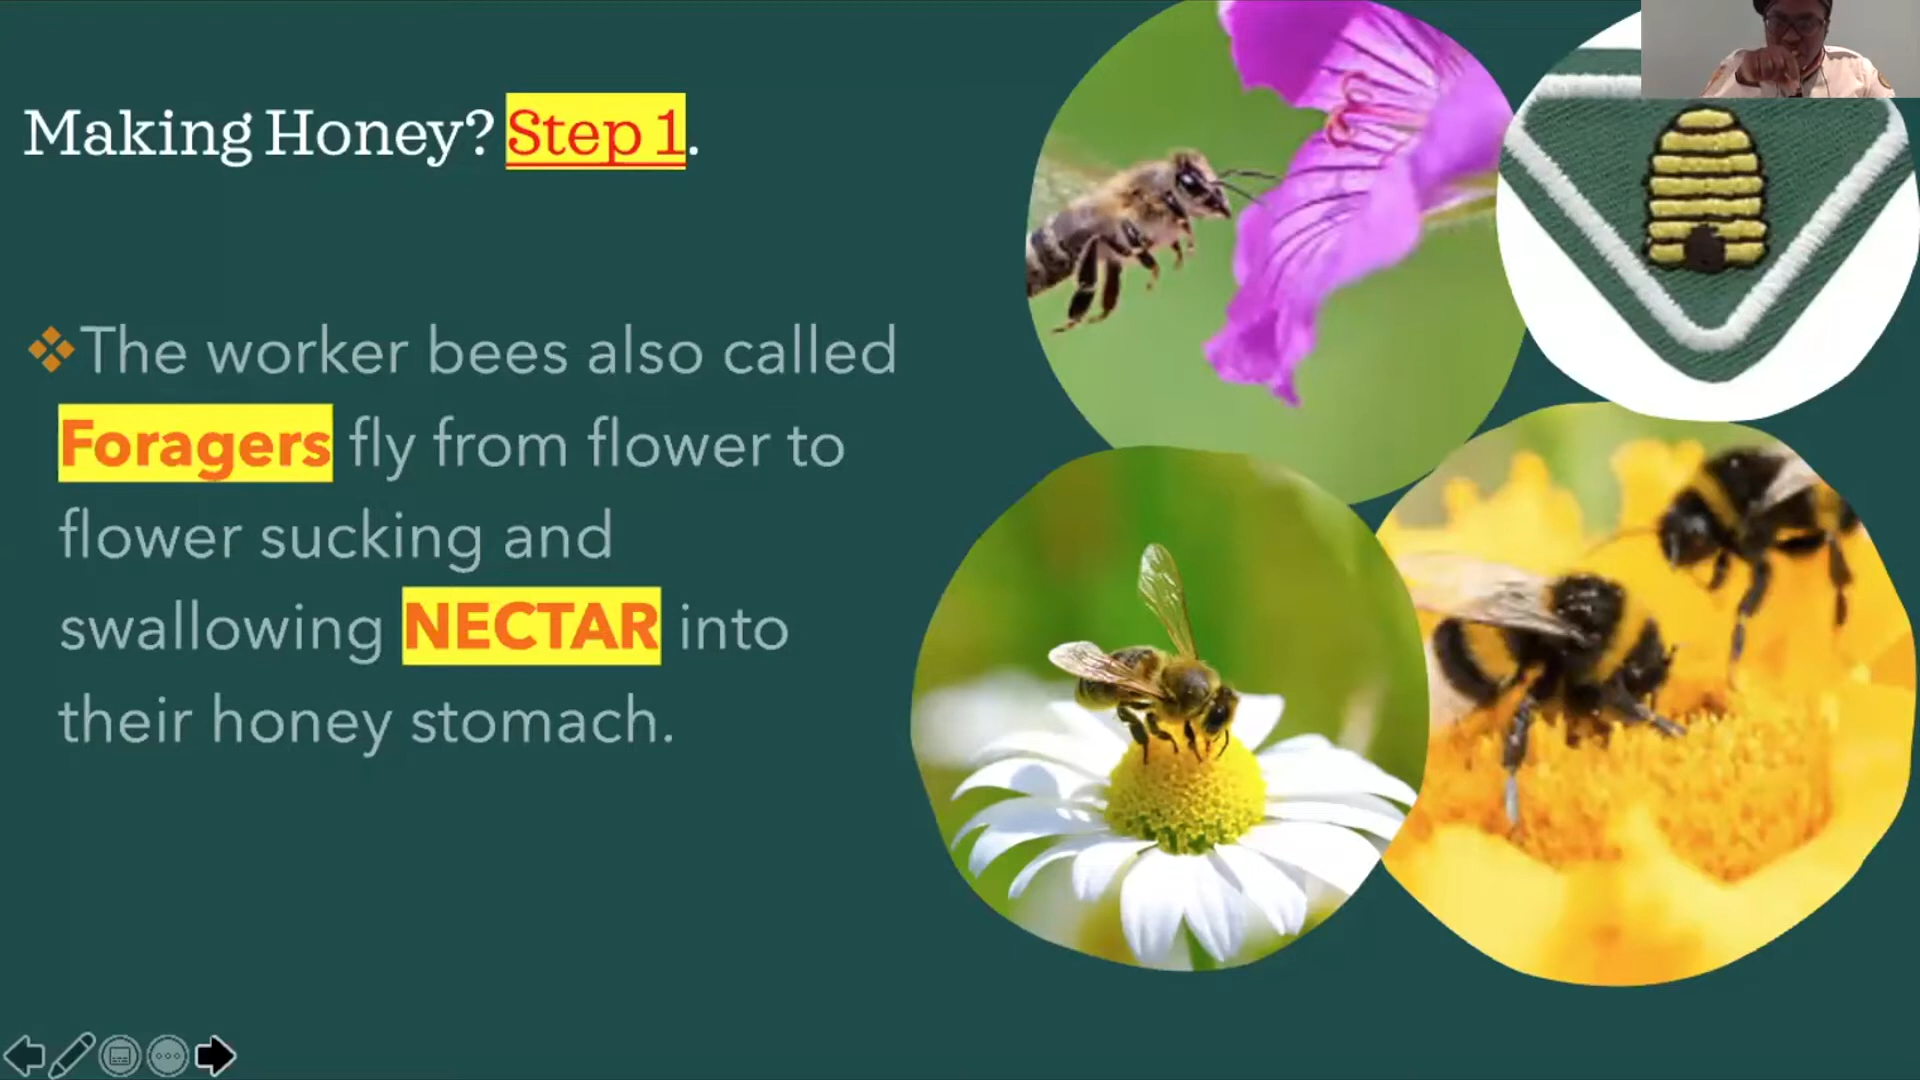 Making Honey? Step 1.
The worker bees also called
Foragers fly from flower to
flower sucking and
swallowing NECTAR into
their honey stomach.